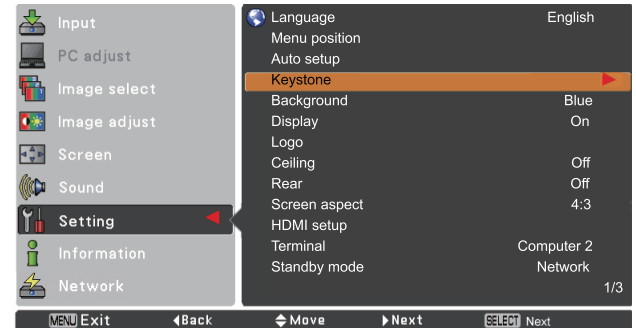 Input
PC adjust
Image select
Image adjust
Screen
Sound
Setting
Information
Network
Language English
Menu position
Auto setup
Keystone
Background Blue
Display On
Logo
Ceiling Off
Rear Off
Screen aspect 4:3
HDMI setup
Terminal Computer 2
Standby mode Network
1/3
MENU Exit Back Move Next SELECT Next